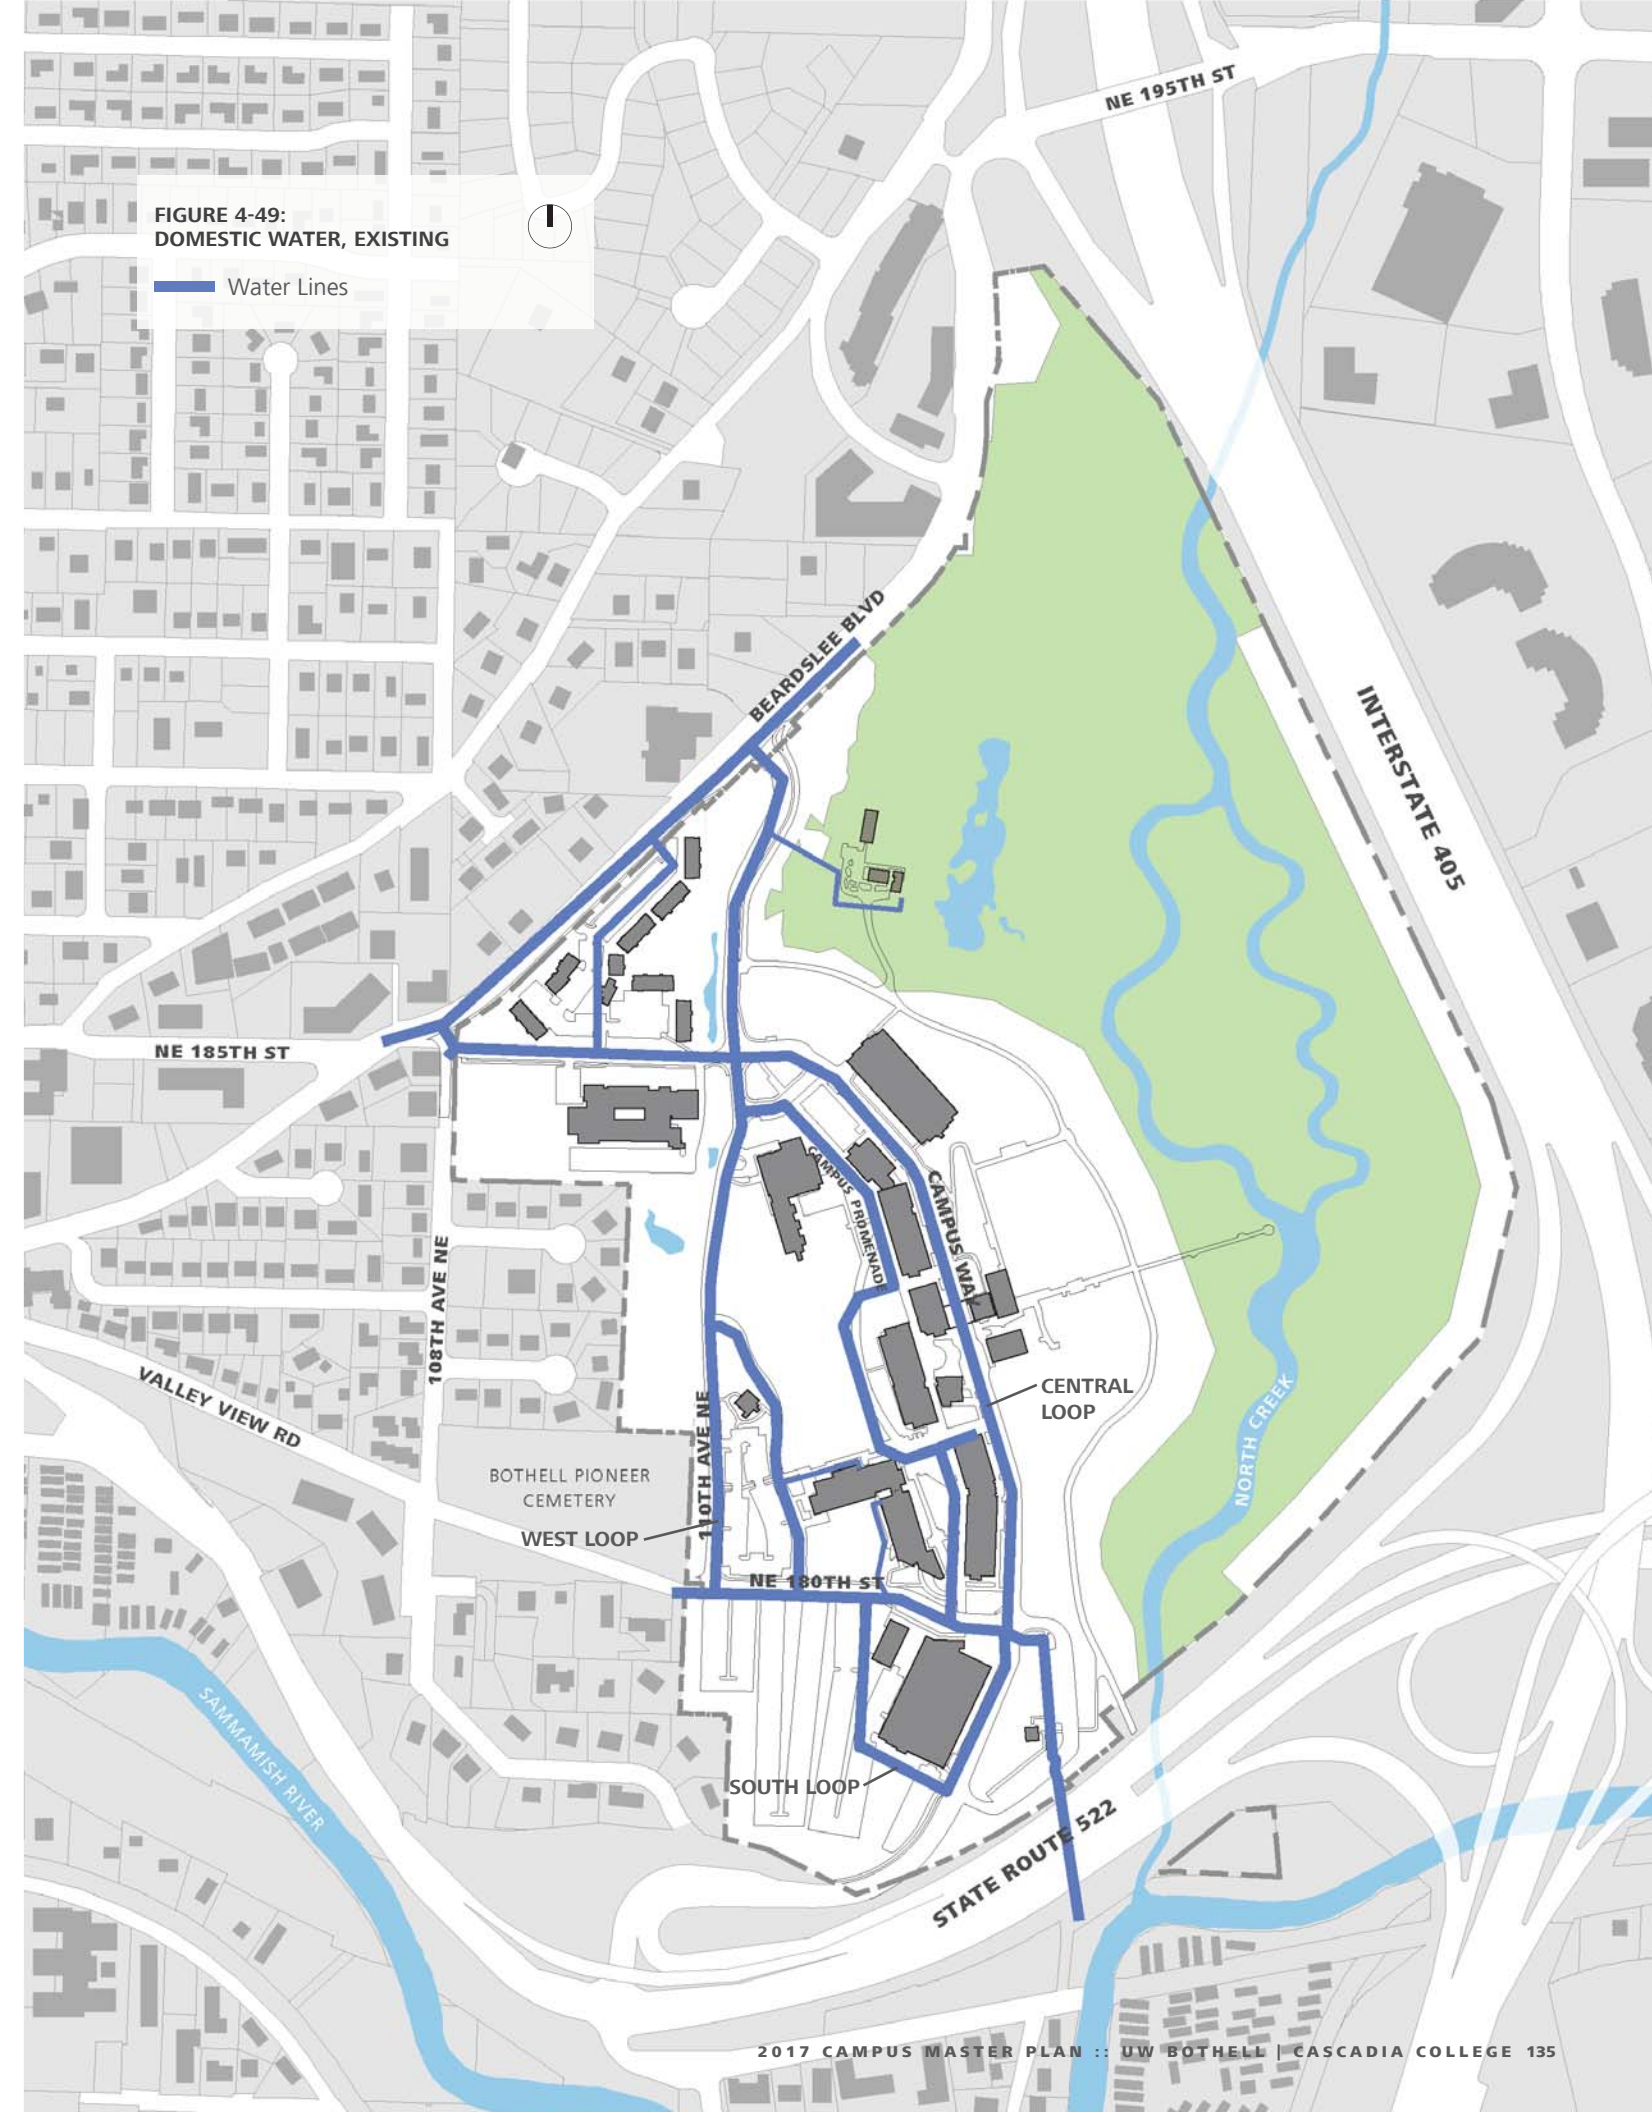 NE 195TH ST
FIGURE 4-49:
DOMESTIC WATER, EXISTING
Water Lines
BEARDSLEE BLVD
INTERSTATE 405
NE 185TH ST
CAMPUS PROMENADE
CAMPUS WAY
108TH AVE NE
VALLEY VIEW RD
CENTRAL
LOOP
110TH AVE NE
NORTH CREEK
BOTHELL PIONEER
CEMETERY
WEST LOOP
NE 180TH ST
SAMMAMISH RIVER
SOUTH LOOP
STATE ROUTE 522
2017 CAMPUS MASTER PLAN :: UW BOTHELL | CASCADIA COLLEGE 135